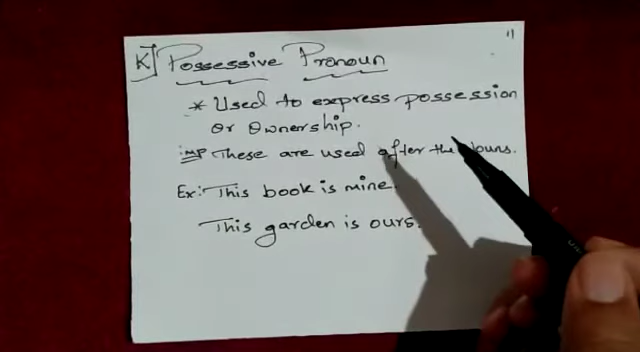 11
K] Possessive Pronoun
* Used to express possession
or Ownership.
:imp These are used after the Nouns.
Ex: This book is mine.
This garden is ours.